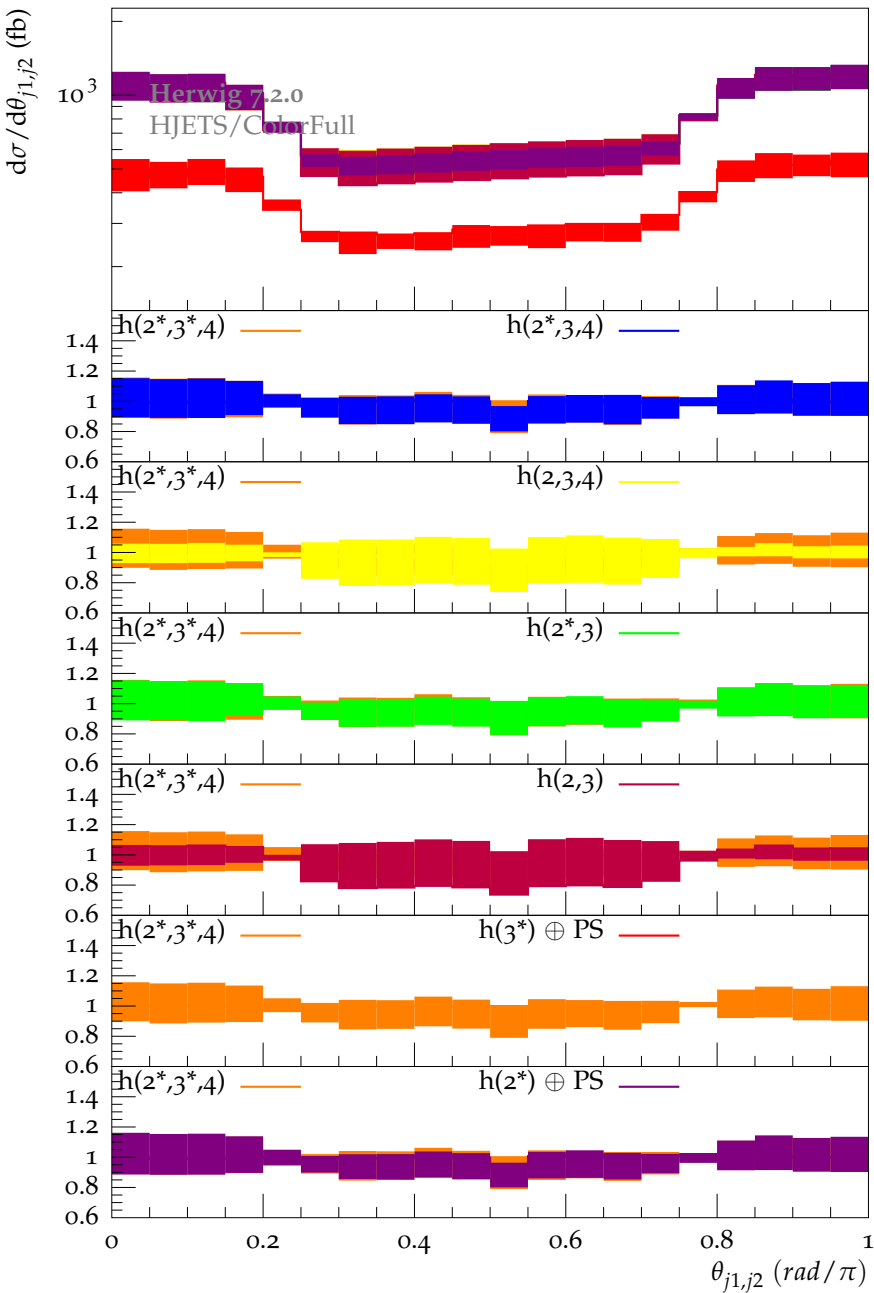 dσ/dθj1,j2 (fb)
10³
Herwig 7.2.0
HJETS/ColorFull
h(2*,3*,4) h(2*,3,4)
1.4
1.2
1
0.8
0.6
h(2*,3*,4) h(2,3,4)
1.4
1.2
1
0.8
0.6
h(2*,3*,4) h(2*,3)
1.4
1.2
1
0.8
0.6
h(2*,3*,4) h(2,3)
1.4
1.2
1
0.8
0.6
h(2*,3*,4) h(3*) ⊕ PS
1.4
1.2
1
0.8
0.6
h(2*,3*,4) h(2*) ⊕ PS
1.4
1.2
1
0.8
0.6
0 0.2 0.4 0.6 0.8 1
θj1,j2 (rad/π)